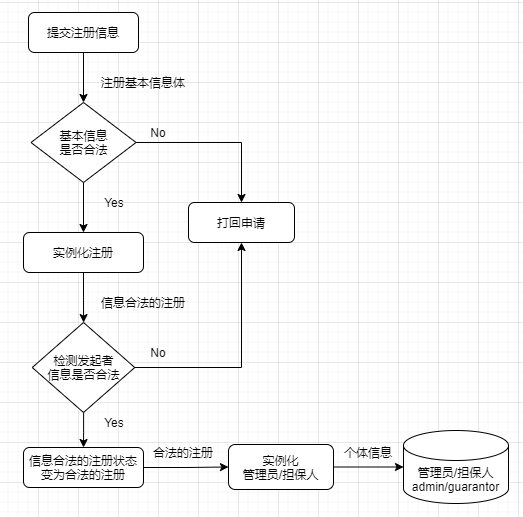 提交注册信息
注册基本信息体
基本信息
是否合法
No
Yes
打回申请
实例化注册
信息合法的注册
检测发起者
信息是否合法
No
Yes
信息合法的注册状态
变为合法的注册
合法的注册
实例化
管理员/担保人
个体信息
管理员/担保人
admin/guarantor